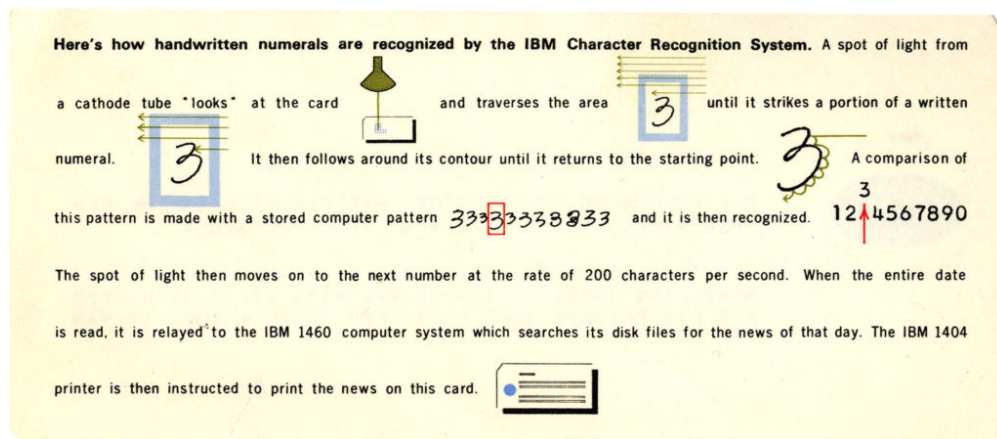 Here's how handwritten numerals are recognized by the IBM Character Recognition System. A spot of light from
a cathode tube "looks" at the card and traverses the area 3 until it strikes a portion of a written
numeral. 3 It then follows around its contour until it returns to the starting point. 3 A comparison of
3
this pattern is made with a stored computer pattern 33333338333 and it is then recognized. 12 4567890
The spot of light then moves on to the next number at the rate of 200 characters per second. When the entire date
is read, it is relayed to the IBM 1460 computer system which searches its disk files for the news of that day. The IBM 1404
printer is then instructed to print the news on this card.